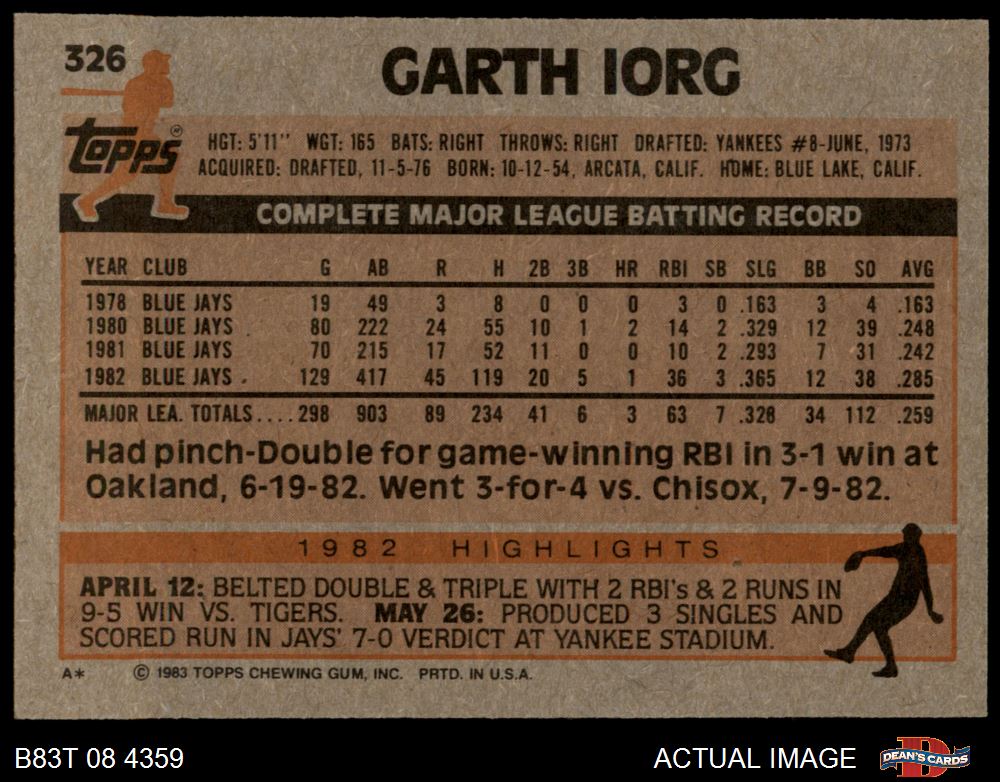 326
GARTH IORG
Topps
HGT: 5'11" WGT: 165 BATS: RIGHT THROWS: RIGHT DRAFTED: YANKEES #8-JUNE, 1973
ACQUIRED: DRAFTED, 11-5-76 BORN: 10-12-54, ARCATA, CALIF. HOME: BLUE LAKE, CALIF.
COMPLETE MAJOR LEAGUE BATTING RECORD
YEAR CLUB G AB R H 2B 3B HR RBI SB SLG BB SO AVG
1978 BLUE JAYS 19 49 3 8 0 0 0 3 0 .163 3 4 .163
1980 BLUE JAYS 80 222 24 55 10 1 2 14 2 .329 12 39 .248
1981 BLUE JAYS 70 215 17 52 11 0 0 10 2 .293 7 31 .242
1982 BLUE JAYS 129 417 45 119 20 5 1 36 3 .365 12 38 .285
MAJOR LEA. TOTALS.... 298 903 89 234 41 6 3 63 7 .328 34 112 .259
Had pinch-Double for game-winning RBI in 3-1 win at
Oakland, 6-19-82. Went 3-for-4 vs. Chisox, 7-9-82.
1982 HIGHLIGHTS
APRIL 12: BELTED DOUBLE & TRIPLE WITH 2 RBI's & 2 RUNS IN
9-5 WIN VS. TIGERS. MAY 26: PRODUCED 3 SINGLES AND
SCORED RUN IN JAYS' 7-0 VERDICT AT YANKEE STADIUM.
A* © 1983 TOPPS CHEWING GUM, INC. PRTD. IN U.S.A.
B83T 08 4359 ACTUAL IMAGE DEAN'S CARDS